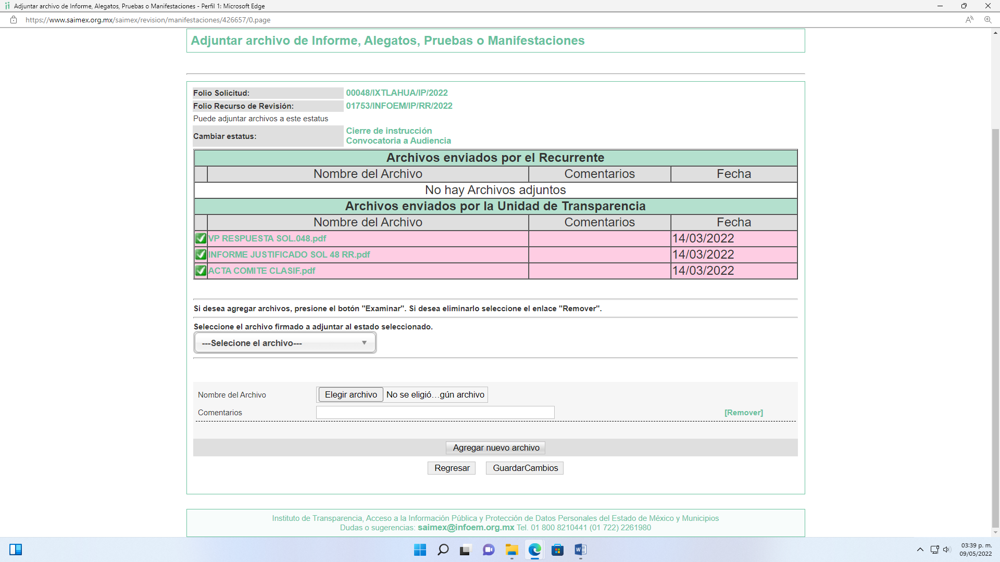 Adjuntar archivo de Informe, Alegatos, Pruebas o Manifestaciones - Perfil 1: Microsoft Edge
https://www.saimex.org.mx/saimex/revision/manifestaciones/426657/0.page
Adjuntar archivo de Informe, Alegatos, Pruebas o Manifestaciones
Folio Solicitud: 00048/IXTLAHUA/IP/2022
Folio Recurso de Revisión: 01753/INFOEM/IP/RR/2022
Puede adjuntar archivos a este estatus
Cambiar estatus: Cierre de instrucción
Convocatoria a Audiencia
Archivos enviados por el Recurrente
Nombre del Archivo Comentarios Fecha
No hay Archivos adjuntos
Archivos enviados por la Unidad de Transparencia
Nombre del Archivo Comentarios Fecha
VP RESPUESTA SOL.048.pdf 14/03/2022
INFORME JUSTIFICADO SOL 48 RR.pdf 14/03/2022
ACTA COMITE CLASIF.pdf 14/03/2022
Si desea agregar archivos, presione el botón "Examinar". Si desea eliminarlo seleccione el enlace "Remover".
Seleccione el archivo firmado a adjuntar al estado seleccionado.
---Selecione el archivo---
Nombre del Archivo Elegir archivo No se eligió…gún archivo
Comentarios [Remover]
Agregar nuevo archivo
Regresar GuardarCambios
Instituto de Transparencia, Acceso a la Información Pública y Protección de Datos Personales del Estado de México y Municipios
Dudas o sugerencias: saimex@infoem.org.mx Tel. 01 800 8210441 (01 722) 2261980
03:39 p. m.
09/05/2022